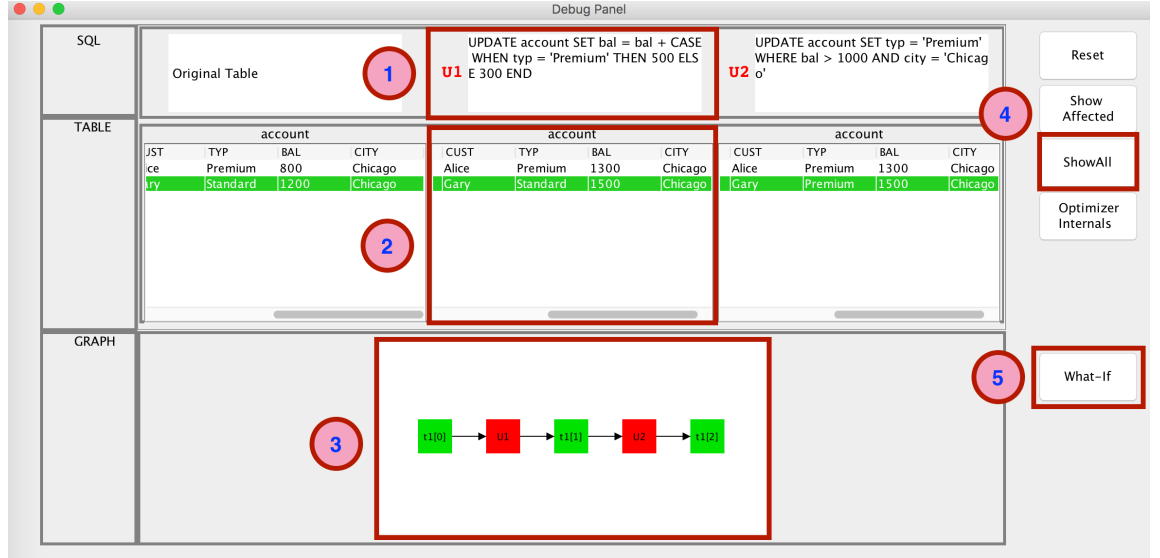 Debug Panel
SQL
Original Table
1
U1
UPDATE account SET bal = bal + CASE
WHEN typ = 'Premium' THEN 500 ELS
E 300 END
U2
UPDATE account SET typ = 'Premium'
WHERE bal > 1000 AND city = 'Chicag
o'
Reset
4
Show
Affected
ShowAll
Optimizer
Internals
TABLE
account
JST TYP BAL CITY
ice Premium 800 Chicago
ary Standard 1200 Chicago
2
account
CUST TYP BAL CITY
Alice Premium 1300 Chicago
Gary Standard 1500 Chicago
account
CUST TYP BAL CITY
Alice Premium 1300 Chicago
Gary Premium 1500 Chicago
GRAPH
3
t1[0] U1 t1[1] U2 t1[2]
5
What-If